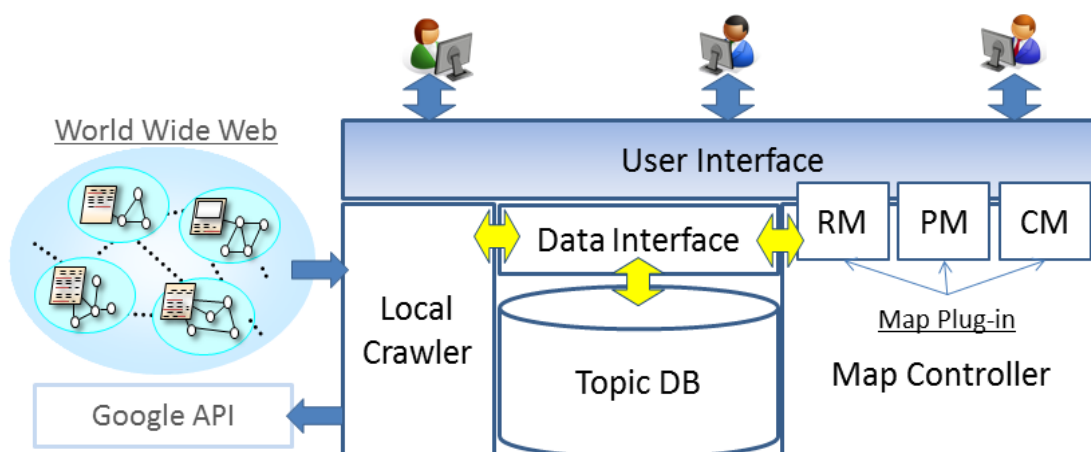 World Wide Web
User Interface
RM
PM
CM
Data Interface
Local
Crawler
Map Plug-in
Topic DB
Map Controller
Google API